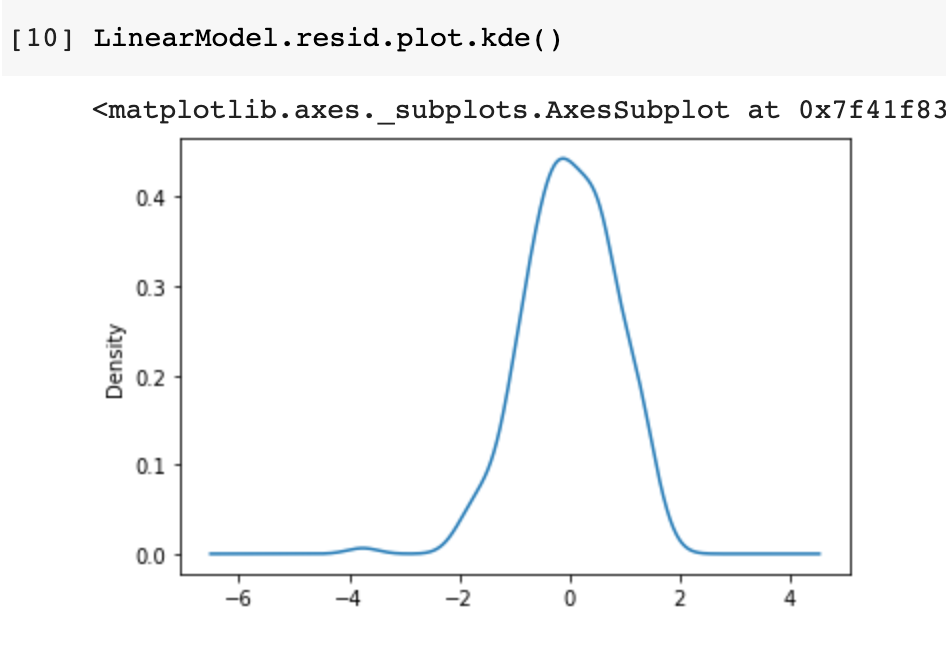 [10] LinearModel.resid.plot.kde()
<matplotlib.axes._subplots.AxesSubplot at 0x7f41f83
0.4
0.3
0.2
0.1
0.0
Density
−6 −4 −2 0 2 4